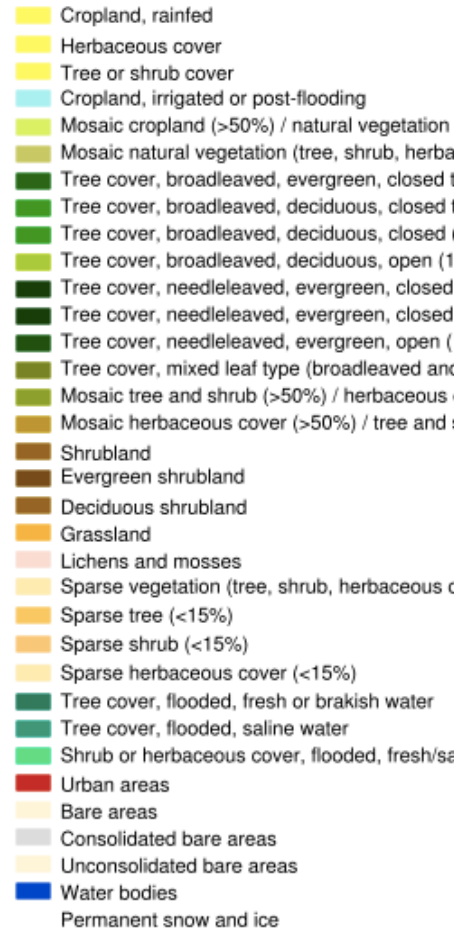 Cropland, rainfed
Herbaceous cover
Tree or shrub cover
Cropland, irrigated or post-flooding
Mosaic cropland (>50%) / natural vegetation
Mosaic natural vegetation (tree, shrub, herba
Tree cover, broadleaved, evergreen, closed t
Tree cover, broadleaved, deciduous, closed t
Tree cover, broadleaved, deciduous, closed (
Tree cover, broadleaved, deciduous, open (1
Tree cover, needleleaved, evergreen, closed
Tree cover, needleleaved, evergreen, closed
Tree cover, needleleaved, evergreen, open (
Tree cover, mixed leaf type (broadleaved and
Mosaic tree and shrub (>50%) / herbaceous c
Mosaic herbaceous cover (>50%) / tree and s
Shrubland
Evergreen shrubland
Deciduous shrubland
Grassland
Lichens and mosses
Sparse vegetation (tree, shrub, herbaceous c
Sparse tree (<15%)
Sparse shrub (<15%)
Sparse herbaceous cover (<15%)
Tree cover, flooded, fresh or brakish water
Tree cover, flooded, saline water
Shrub or herbaceous cover, flooded, fresh/sa
Urban areas
Bare areas
Consolidated bare areas
Unconsolidated bare areas
Water bodies
Permanent snow and ice